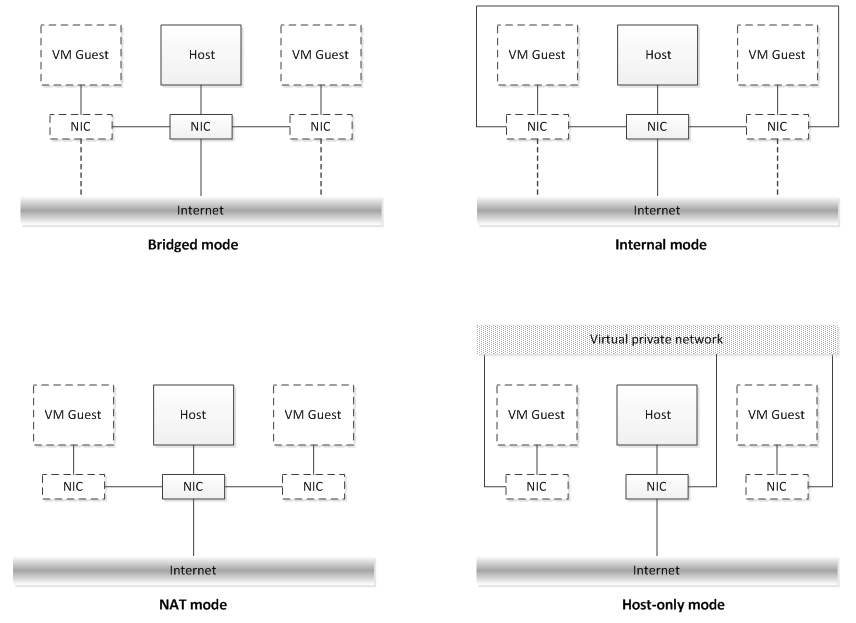 VM Guest
Host
VM Guest
NIC
NIC
NIC
Internet
Bridged mode
VM Guest
Host
VM Guest
NIC
NIC
NIC
Internet
Internal mode
VM Guest
Host
VM Guest
NIC
NIC
NIC
Internet
NAT mode
Virtual private network
VM Guest
Host
VM Guest
NIC
NIC
NIC
Internet
Host-only mode